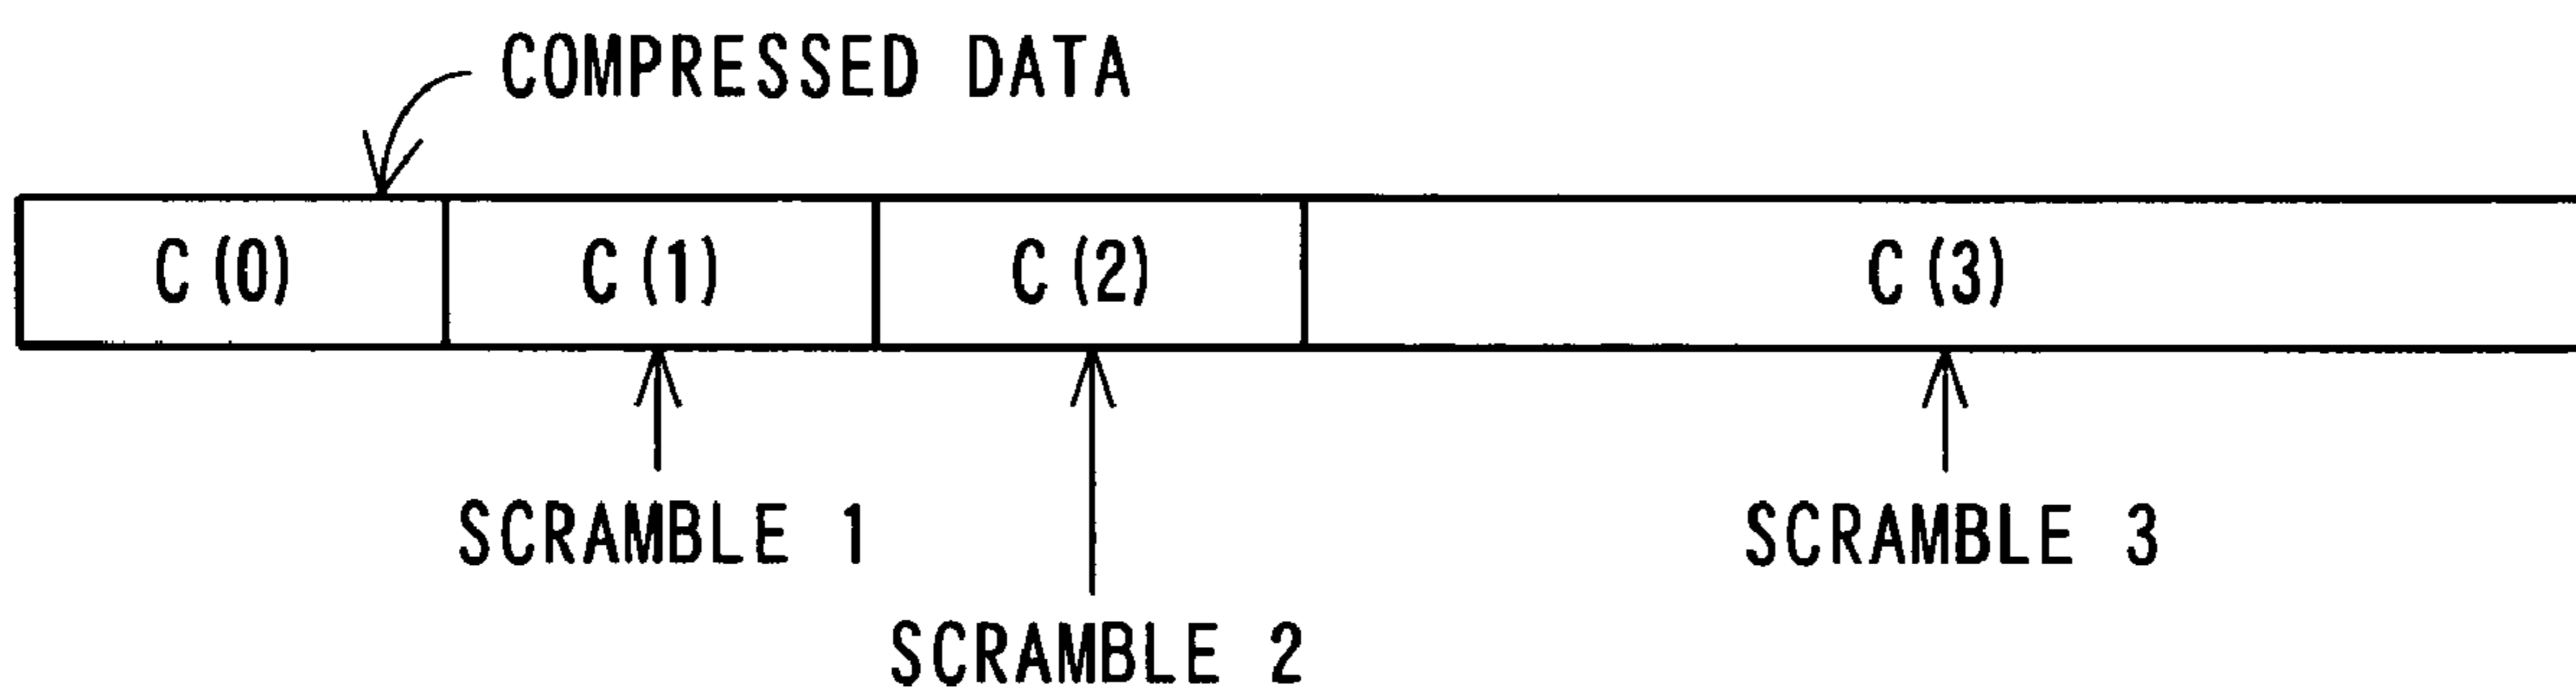 COMPRESSED DATA
C(0) C(1) C(2) C(3)
SCRAMBLE 1 SCRAMBLE 3
SCRAMBLE 2